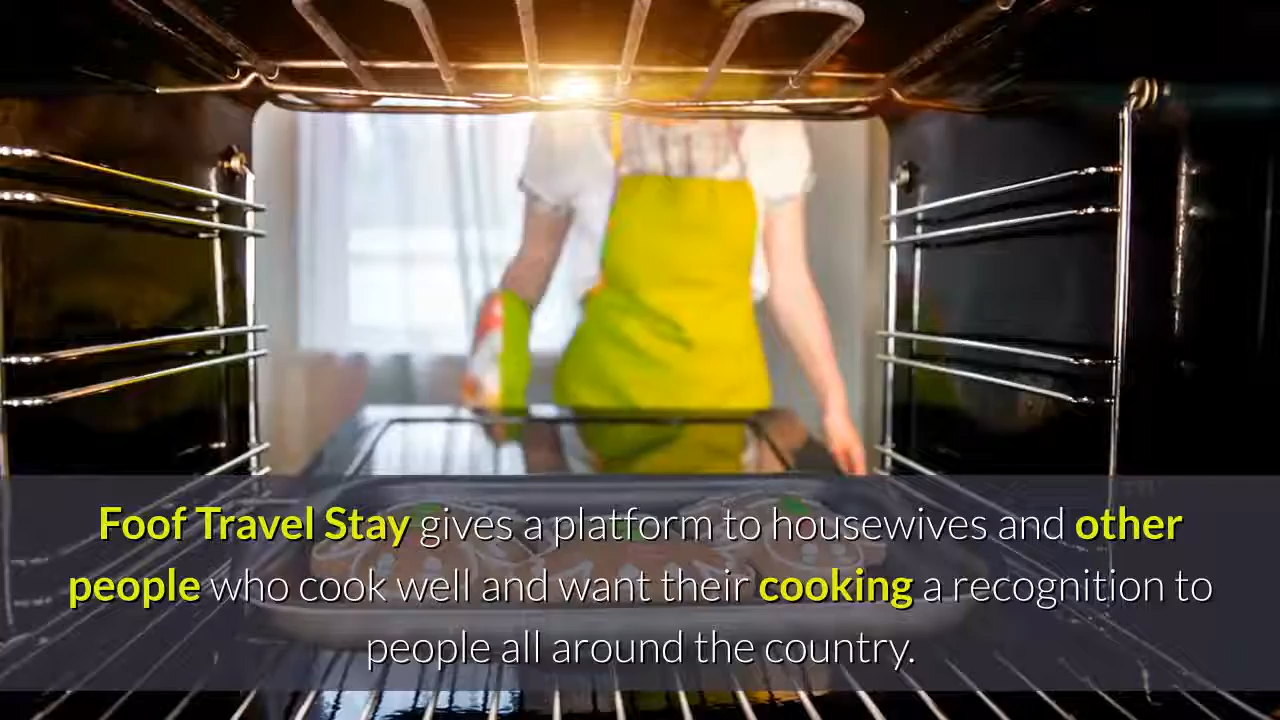 Foof Travel Stay gives a platform to housewives and other
people who cook well and want their cooking a recognition to
people all around the country.